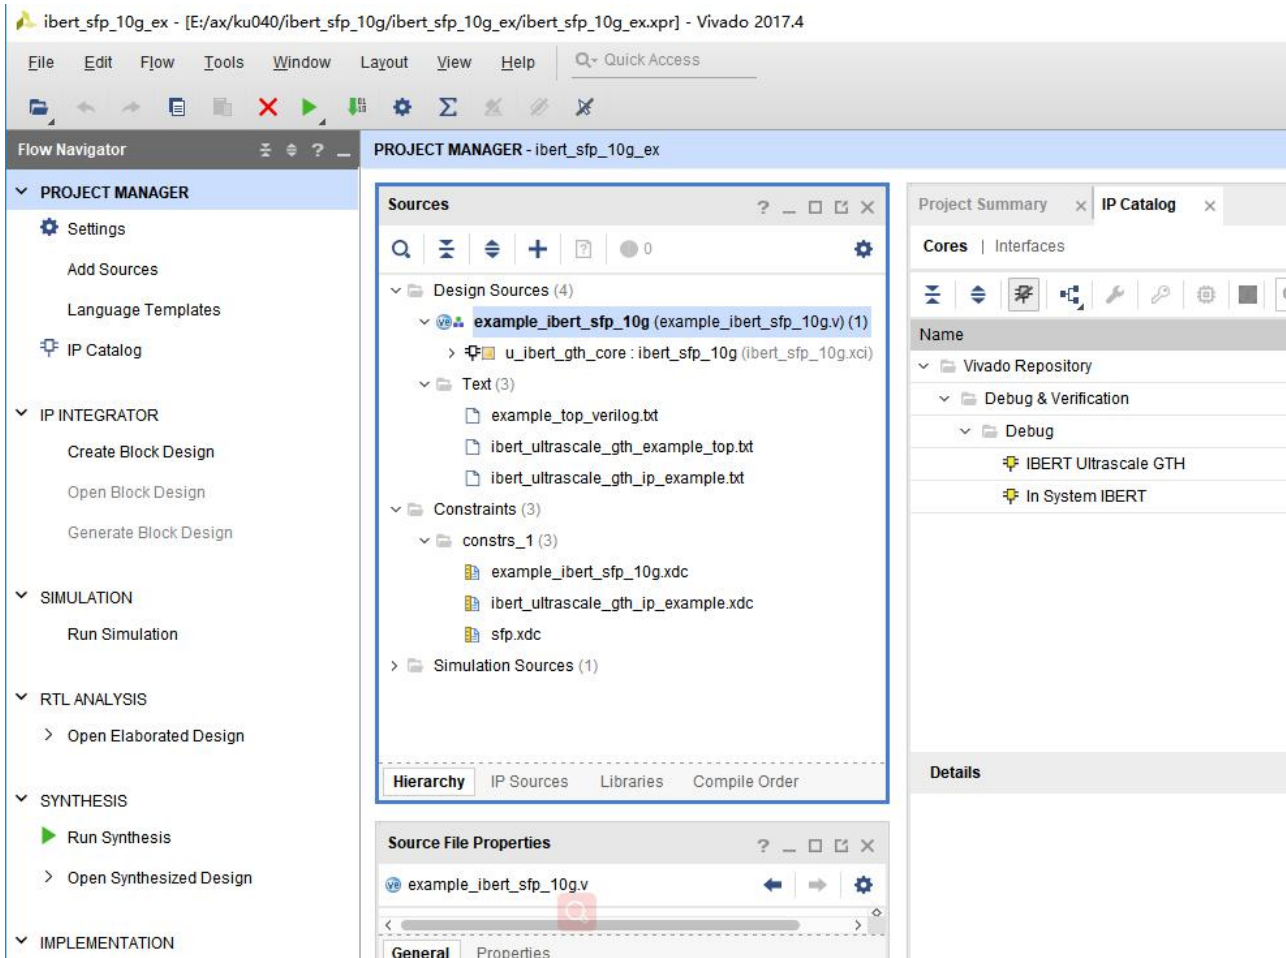 ibert_sfp_10g_ex - [E:/ax/ku040/ibert_sfp_10g/ibert_sfp_10g_ex/ibert_sfp_10g_ex.xpr] - Vivado 2017.4
File Edit Flow Tools Window Layout View Help Quick Access
Flow Navigator
PROJECT MANAGER
Settings
Add Sources
Language Templates
IP Catalog
IP INTEGRATOR
Create Block Design
Open Block Design
Generate Block Design
SIMULATION
Run Simulation
RTL ANALYSIS
Open Elaborated Design
SYNTHESIS
Run Synthesis
Open Synthesized Design
IMPLEMENTATION
PROJECT MANAGER - ibert_sfp_10g_ex
Sources
0
Design Sources (4)
example_ibert_sfp_10g (example_ibert_sfp_10g.v) (1)
u_ibert_gth_core : ibert_sfp_10g (ibert_sfp_10g.xci)
Text (3)
example_top_verilog.txt
ibert_ultrascale_gth_example_top.txt
ibert_ultrascale_gth_ip_example.txt
Constraints (3)
constrs_1 (3)
example_ibert_sfp_10g.xdc
ibert_ultrascale_gth_ip_example.xdc
sfp.xdc
Simulation Sources (1)
Hierarchy IP Sources Libraries Compile Order
Source File Properties
example_ibert_sfp_10g.v
General Properties
Project Summary IP Catalog
Cores | Interfaces
Name
Vivado Repository
Debug & Verification
Debug
IBERT Ultrascale GTH
In System IBERT
Details